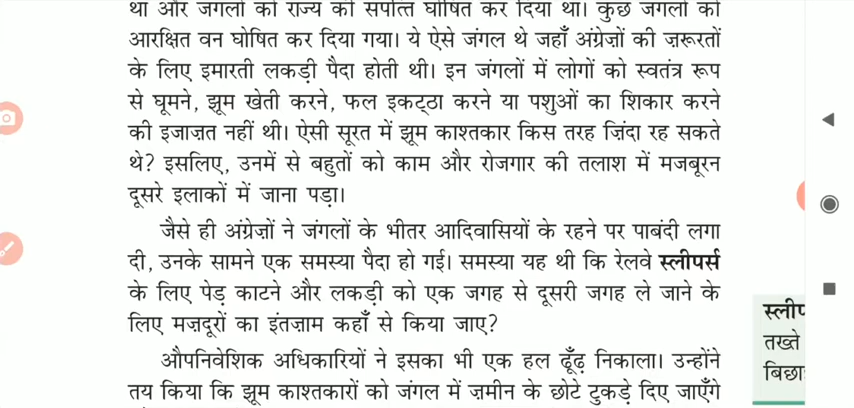 था और जंगलों को राज्य की संपत्ति घोषित कर दिया था। कुछ जंगलों को
आरक्षित वन घोषित कर दिया गया। ये ऐसे जंगल थे जहाँ अंग्रेज़ों की ज़रूरतों
के लिए इमारती लकड़ी पैदा होती थी। इन जंगलों में लोगों को स्वतंत्र रूप
से घूमने, झूम खेती करने, फल इकट्ठा करने या पशुओं का शिकार करने
की इजाज़त नहीं थी। ऐसी सूरत में झूम काश्तकार किस तरह ज़िंदा रह सकते
थे? इसलिए, उनमें से बहुतों को काम और रोजगार की तलाश में मजबूरन
दूसरे इलाकों में जाना पड़ा।
जैसे ही अंग्रेज़ों ने जंगलों के भीतर आदिवासियों के रहने पर पाबंदी लगा
दी, उनके सामने एक समस्या पैदा हो गई। समस्या यह थी कि रेलवे स्लीपर्स
के लिए पेड़ काटने और लकड़ी को एक जगह से दूसरी जगह ले जाने के
लिए मज़दूरों का इंतज़ाम कहाँ से किया जाए?
औपनिवेशिक अधिकारियों ने इसका भी एक हल ढूँढ़ निकाला। उन्होंने
तय किया कि झूम काश्तकारों को जंगल में ज़मीन के छोटे टुकड़े दिए जाएँगे
तख्ते